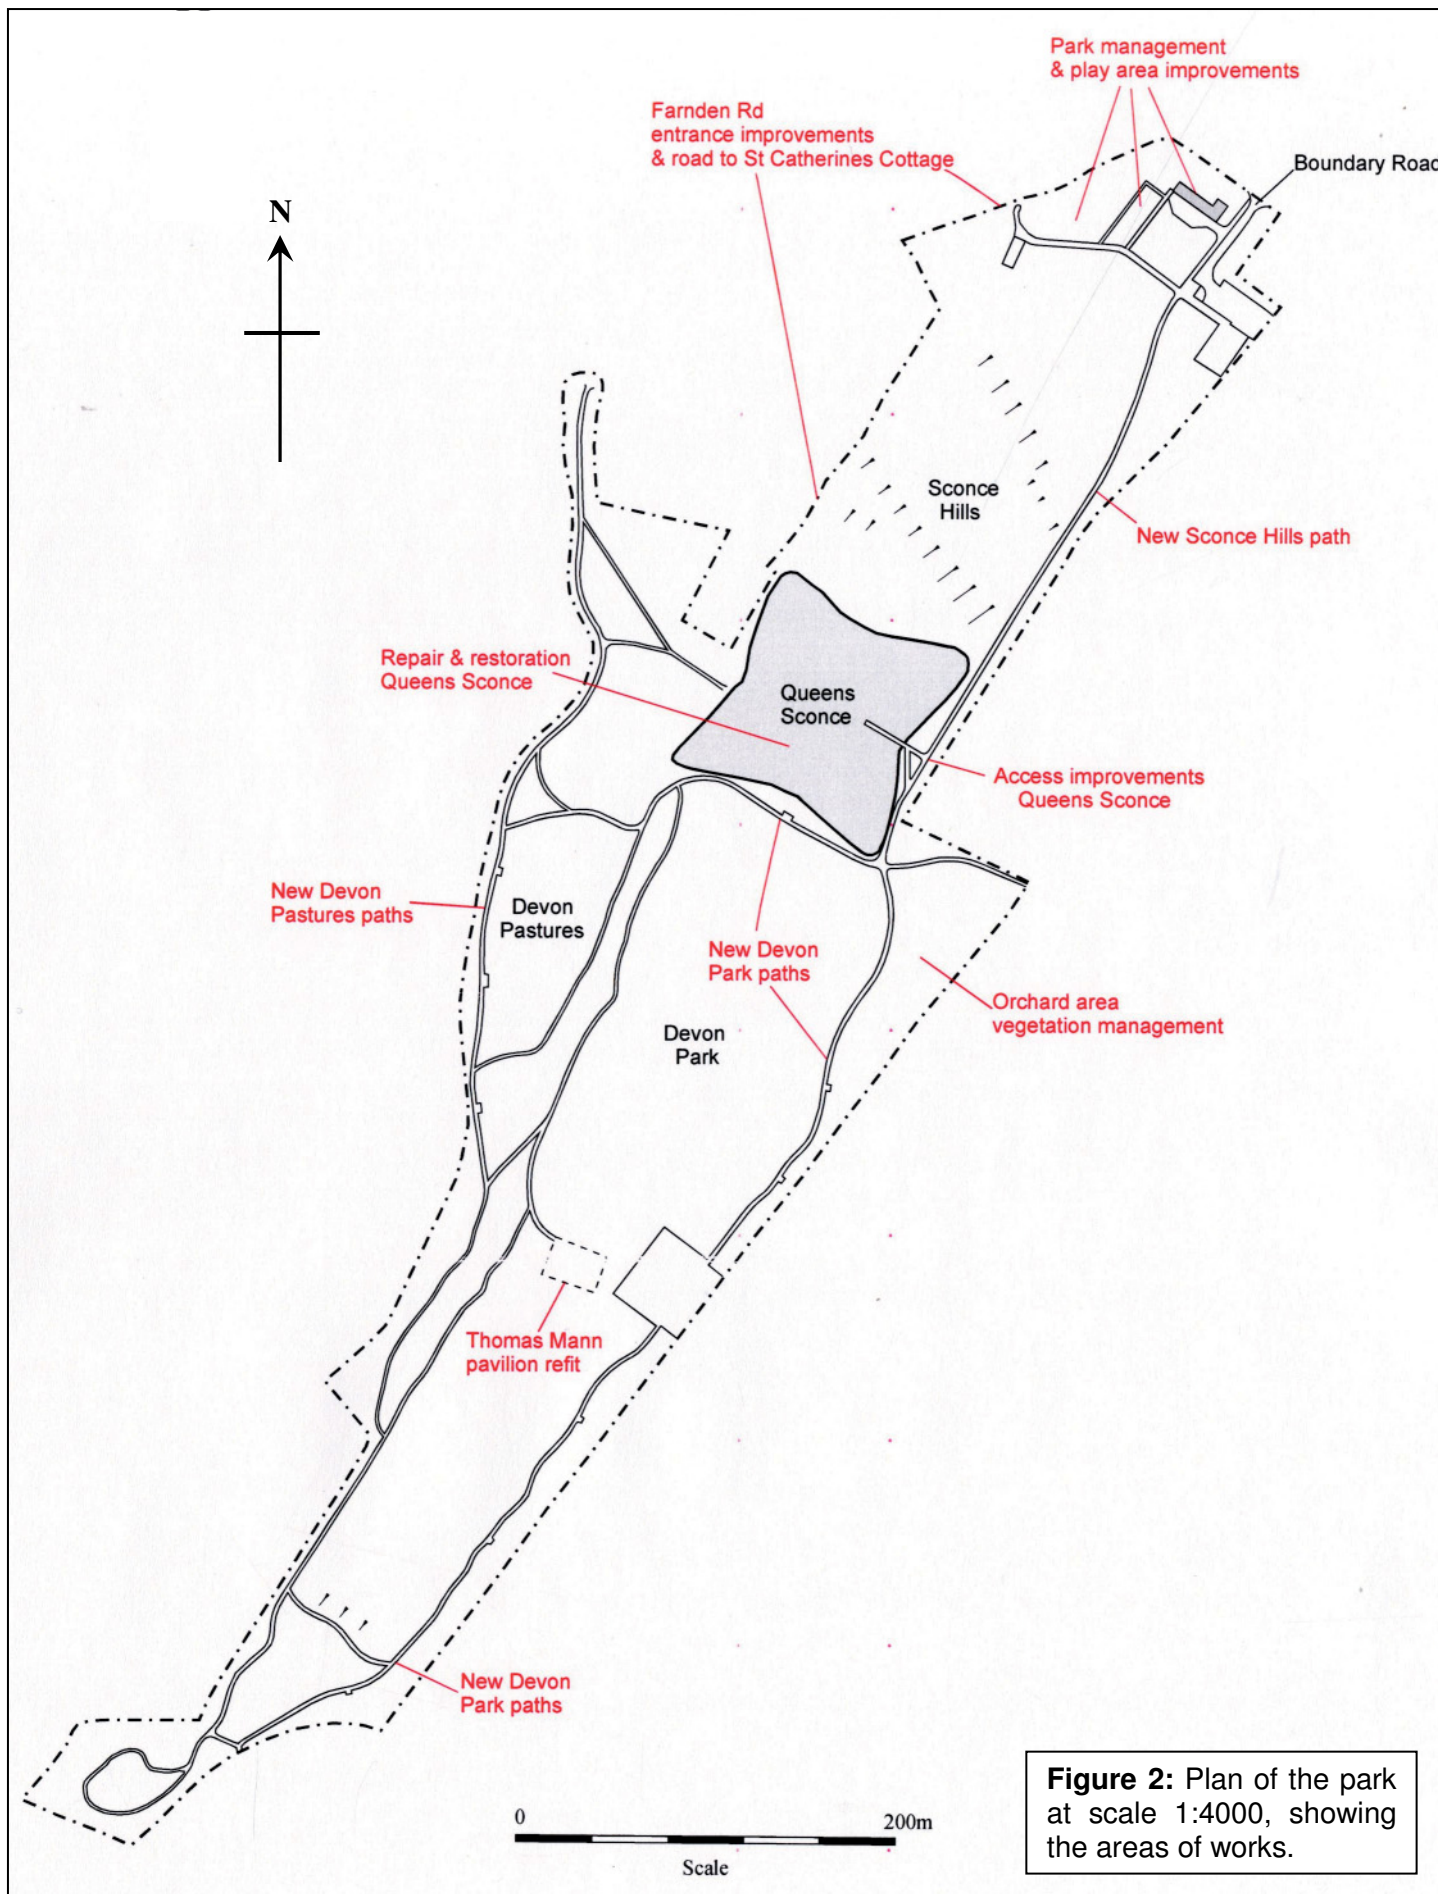 Park management
& play area improvements
Farnden Rd
entrance improvements
& road to St Catherines Cottage
Boundary Road
N
Sconce
Hills
New Sconce Hills path
Repair & restoration
Queens Sconce
Queens
Sconce
Access improvements
Queens Sconce
New Devon
Pastures paths
Devon
Pastures
New Devon
Park paths
Orchard area
vegetation management
Devon
Park
Thomas Mann
pavilion refit
New Devon
Park paths
0 200m
Scale
Figure 2: Plan of the park
at scale 1:4000, showing
the areas of works.